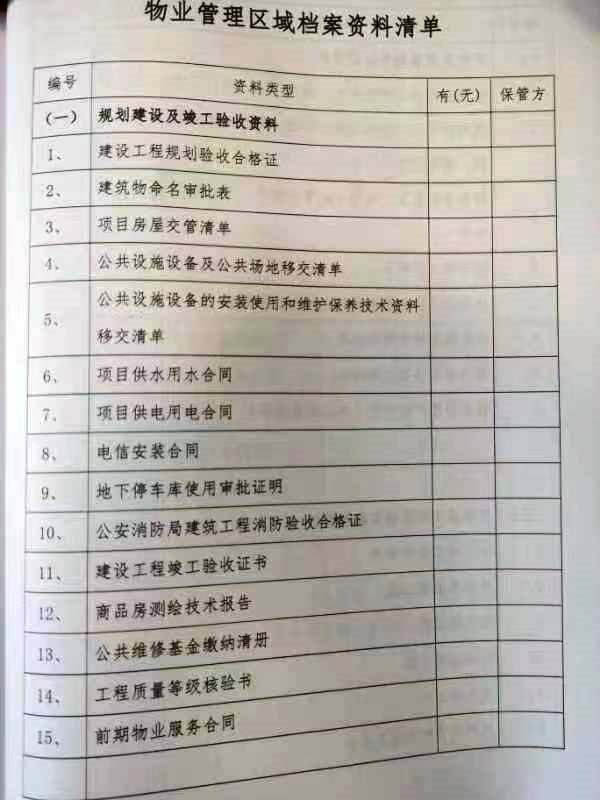 物业管理区域档案资料清单
编号 资料类型 有(无) 保管方
(一) 规划建设及竣工验收资料
1、 建设工程规划验收合格证
2、 建筑物命名审批表
3、 项目房屋交管清单
4、 公共设施设备及公共场地移交清单
5、 公共设施设备的安装使用和维护保养技术资料
移交清单
6、 项目供水用水合同
7、 项目供电用电合同
8、 电信安装合同
9、 地下停车库使用审批证明
10、 公安消防局建筑工程消防验收合格证
11、 建设工程竣工验收证书
12、 商品房测绘技术报告
13、 公共维修基金缴纳清册
14、 工程质量等级核验书
15、 前期物业服务合同